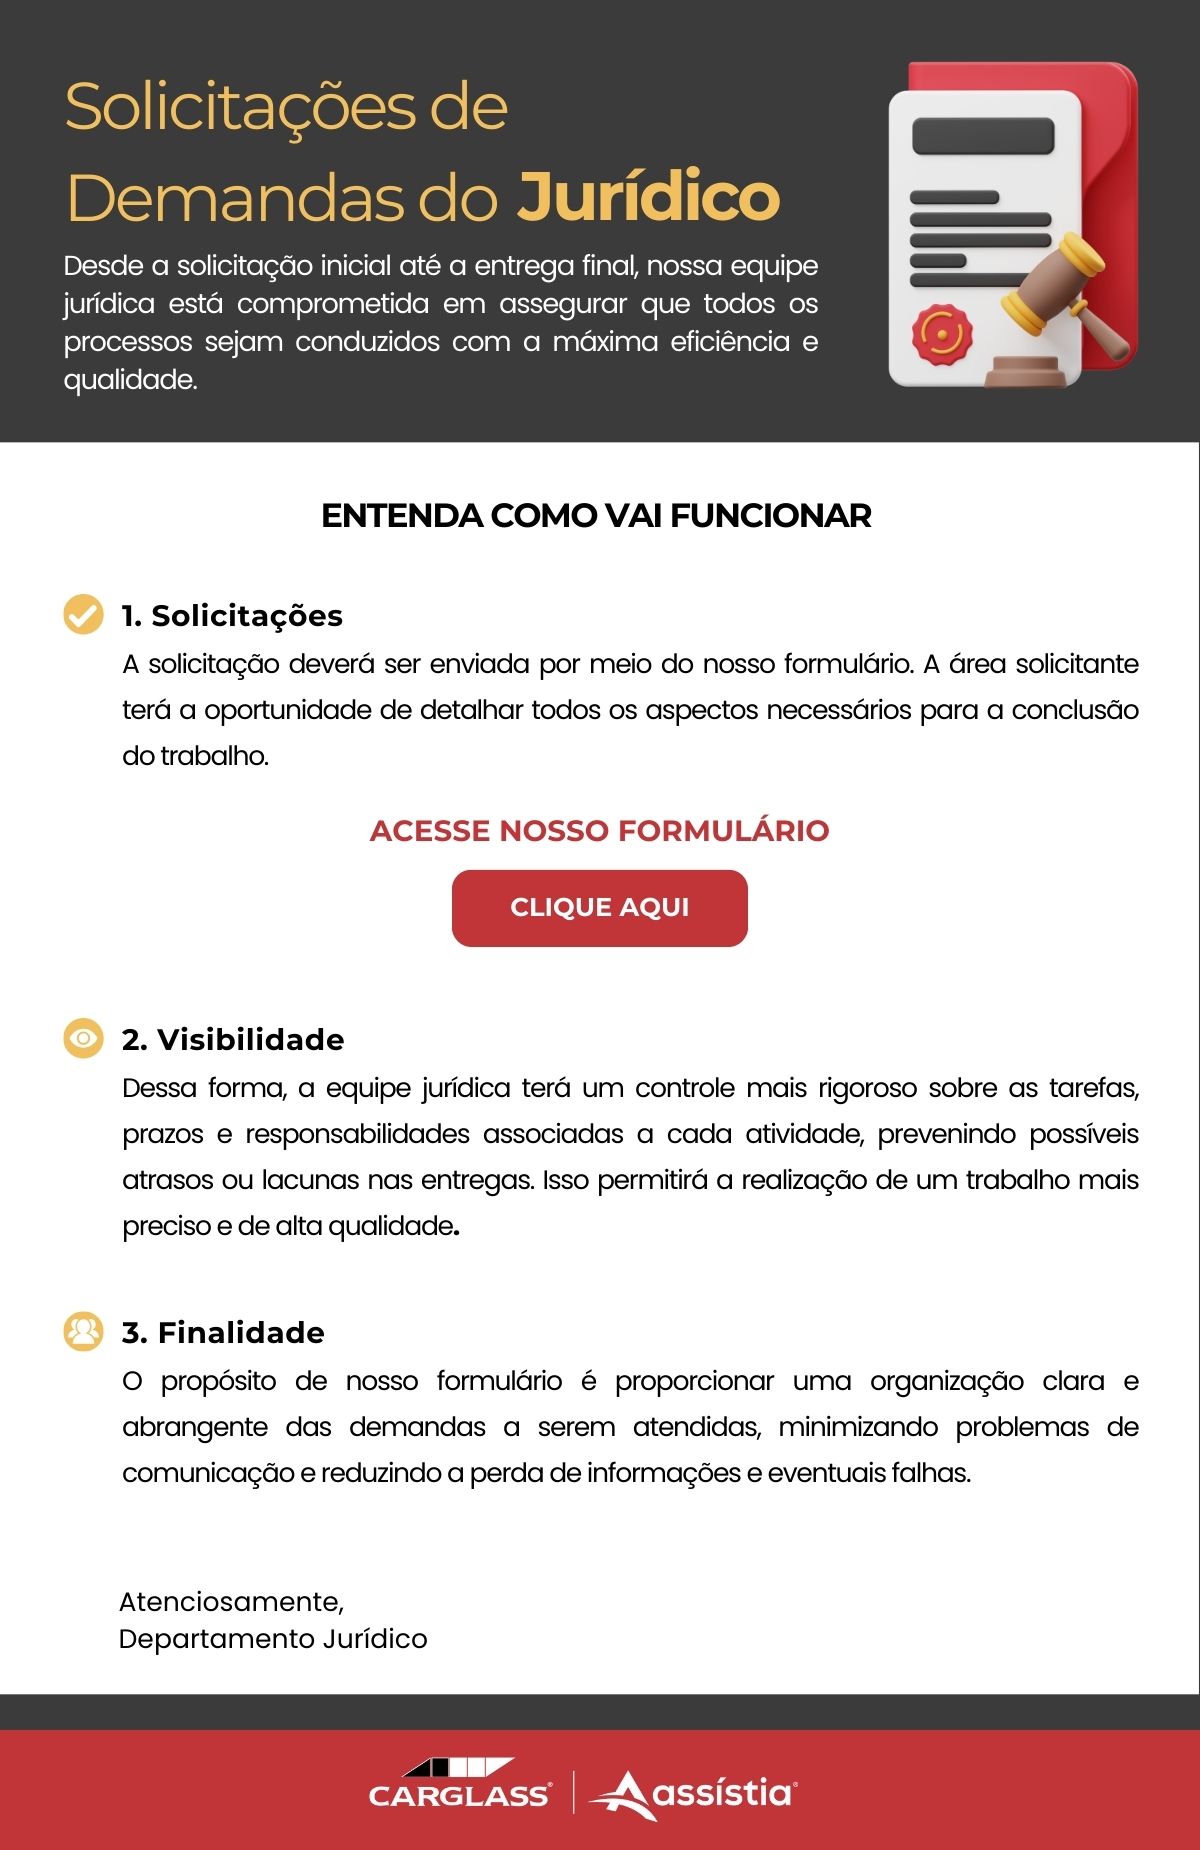 Solicitações de
Demandas do Jurídico
Desde a solicitação inicial até a entrega final, nossa equipe
jurídica está comprometida em assegurar que todos os
processos sejam conduzidos com a máxima eficiência e
qualidade.
ENTENDA COMO VAI FUNCIONAR
1. Solicitações
A solicitação deverá ser enviada por meio do nosso formulário. A área solicitante
terá a oportunidade de detalhar todos os aspectos necessários para a conclusão
do trabalho.
ACESSE NOSSO FORMULÁRIO
CLIQUE AQUI
2. Visibilidade
Dessa forma, a equipe jurídica terá um controle mais rigoroso sobre as tarefas,
prazos e responsabilidades associadas a cada atividade, prevenindo possíveis
atrasos ou lacunas nas entregas. Isso permitirá a realização de um trabalho mais
preciso e de alta qualidade.
3. Finalidade
O propósito de nosso formulário é proporcionar uma organização clara e
abrangente das demandas a serem atendidas, minimizando problemas de
comunicação e reduzindo a perda de informações e eventuais falhas.
Atenciosamente,
Departamento Jurídico
CARGLASS® | assístia®